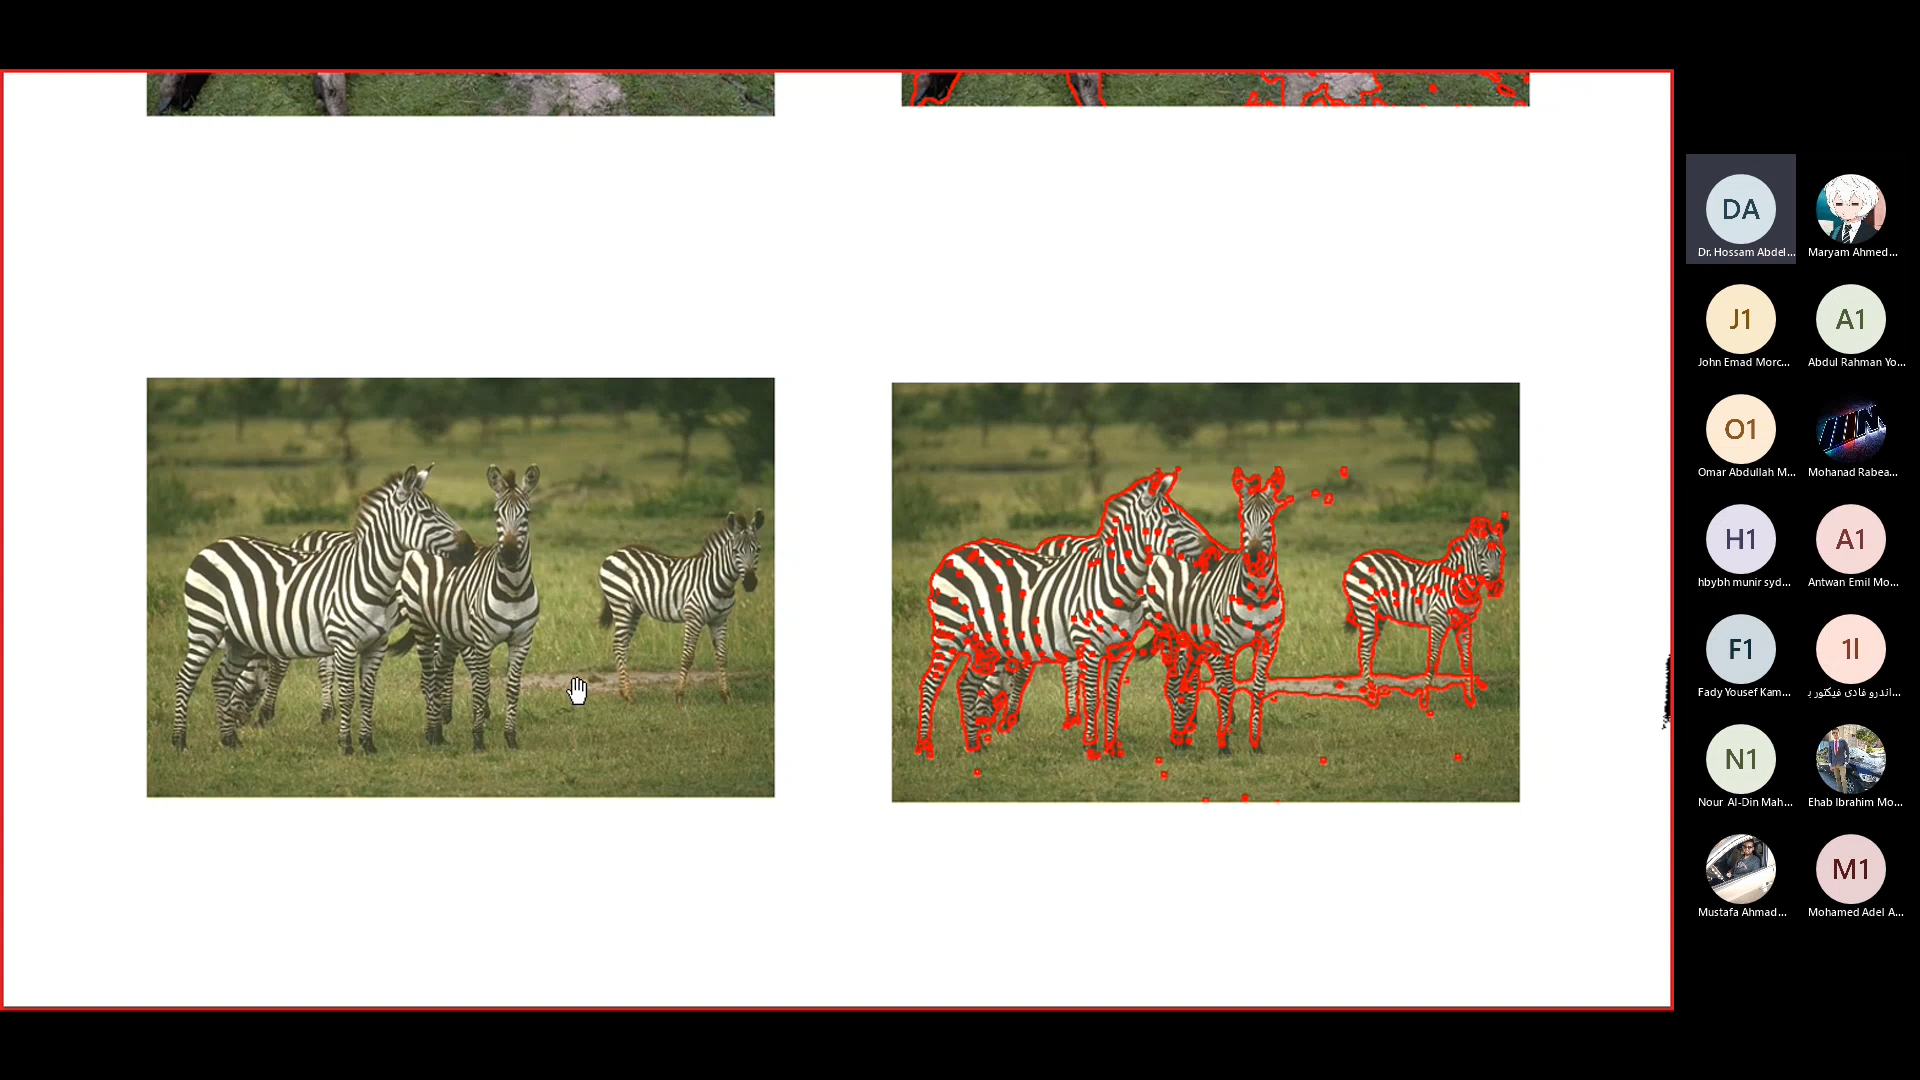 DA
Dr. Hossam Abdel...
Maryam Ahmed...
J1
John Emad Morc...
A1
Abdul Rahman Yo...
O1
Omar Abdullah M...
Mohanad Rabea...
H1
hbybh munir syd...
A1
Antwan Emil Mo...
F1
Fady Yousef Kam...
1ا
اندرو فادى فيكتور ب...
N1
Nour Al-Din Mah...
Ehab Ibrahim Mo...
Mustafa Ahmad...
M1
Mohamed Adel A...